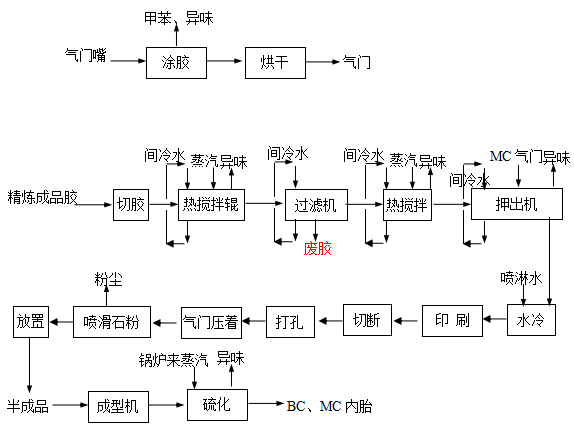 甲苯、异味
气门嘴
涂胶
烘干
气门
间冷水
蒸汽异味
间冷水
间冷水
蒸汽异味
MC 气门异味
间冷水
精炼成品胶
切胶
热搅拌辊
过滤机
热搅拌
押出机
废胶
粉尘
喷淋水
放置
喷滑石粉
气门压着
打孔
切断
印 刷
水冷
锅炉来蒸汽
异味
半成品
成型机
硫化
BC、MC 内胎